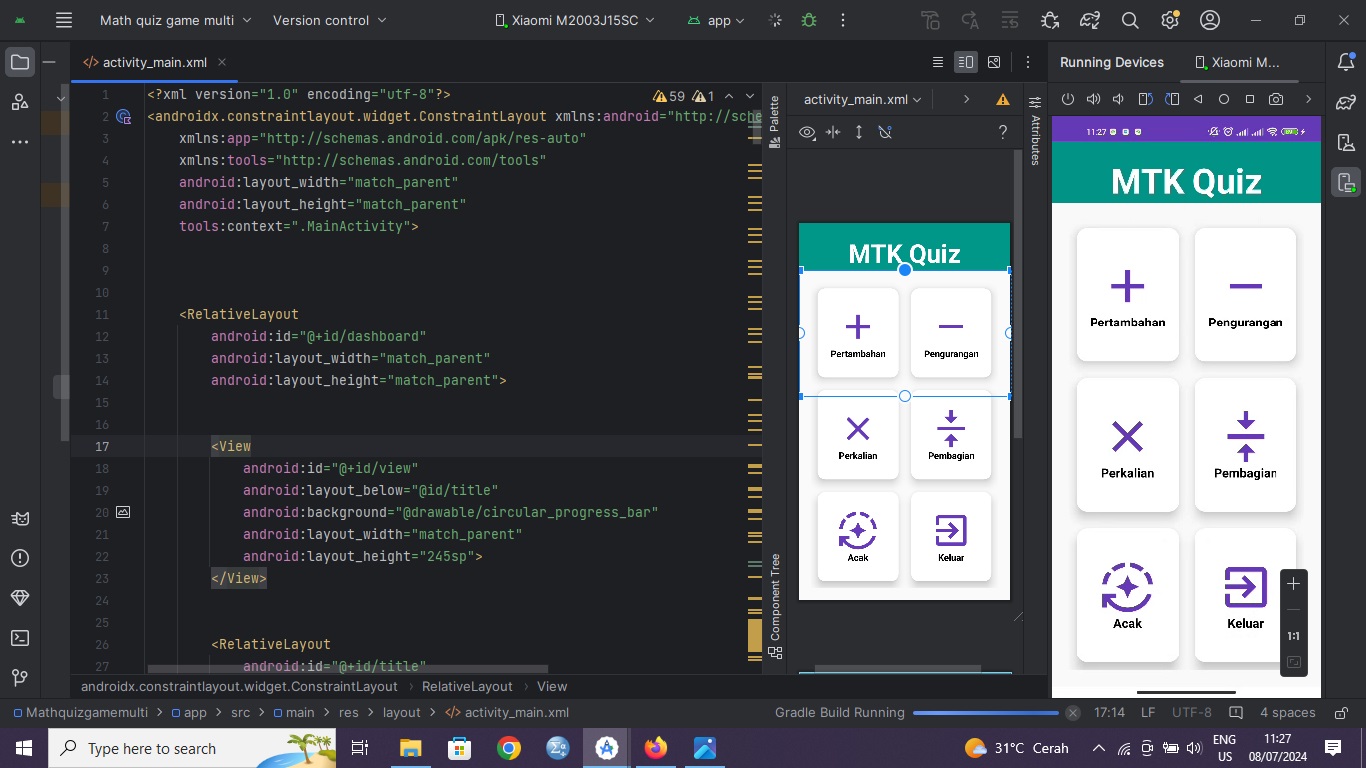 Math quiz game multi
Version control
Xiaomi M2003J15SC
app
activity_main.xml
Running Devices
Xiaomi M...
1 <?xml version="1.0" encoding="utf-8"?>
59 1
2 <androidx.constraintlayout.widget.ConstraintLayout xmlns:android="http://sche
3 xmlns:app="http://schemas.android.com/apk/res-auto"
4 xmlns:tools="http://schemas.android.com/tools"
5 android:layout_width="match_parent"
6 android:layout_height="match_parent"
7 tools:context=".MainActivity">
8
9
10
11 <RelativeLayout
12 android:id="@+id/dashboard"
13 android:layout_width="match_parent"
14 android:layout_height="match_parent">
15
16
17 <View
18 android:id="@+id/view"
19 android:layout_below="@id/title"
20 android:background="@drawable/circular_progress_bar"
21 android:layout_width="match_parent"
22 android:layout_height="245sp">
23 </View>
24
25
26 <RelativeLayout
27 android:id="@+id/title"
androidx.constraintlayout.widget.ConstraintLayout
RelativeLayout
View
Palette
Component Tree
activity_main.xml
?
Attributes
MTK Quiz
Pertambahan
Pengurangan
Perkalian
Pembagian
Acak
Keluar
11:27
MTK Quiz
Pertambahan
Pengurangan
Perkalian
Pembagian
Acak
Keluar
1:1
Mathquizgamemulti > app > src > main > res > layout > activity_main.xml
Gradle Build Running
17:14
LF
UTF-8
4 spaces
Type here to search
31°C Cerah
ENG
US
11:27
08/07/2024